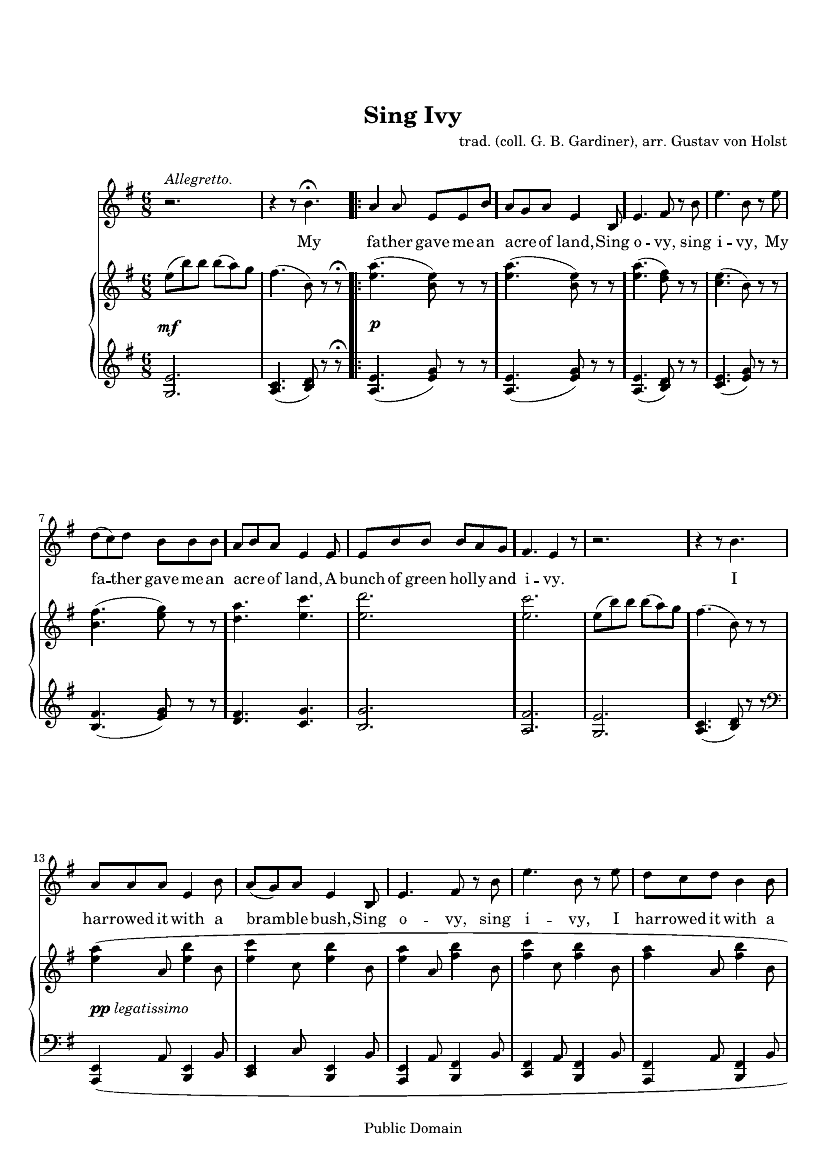 Sing Ivy
trad. (coll. G. B. Gardiner), arr. Gustav von Holst
Allegretto.
My father gave me an acre of land, Sing o - vy, sing i - vy, My
mf p
7
fa - ther gave me an acre of land, A bunch of green holly and i - vy. I
13
harrowed it with a bramble bush, Sing o - vy, sing i - vy, I harrowed it with a
pp legatissimo
Public Domain